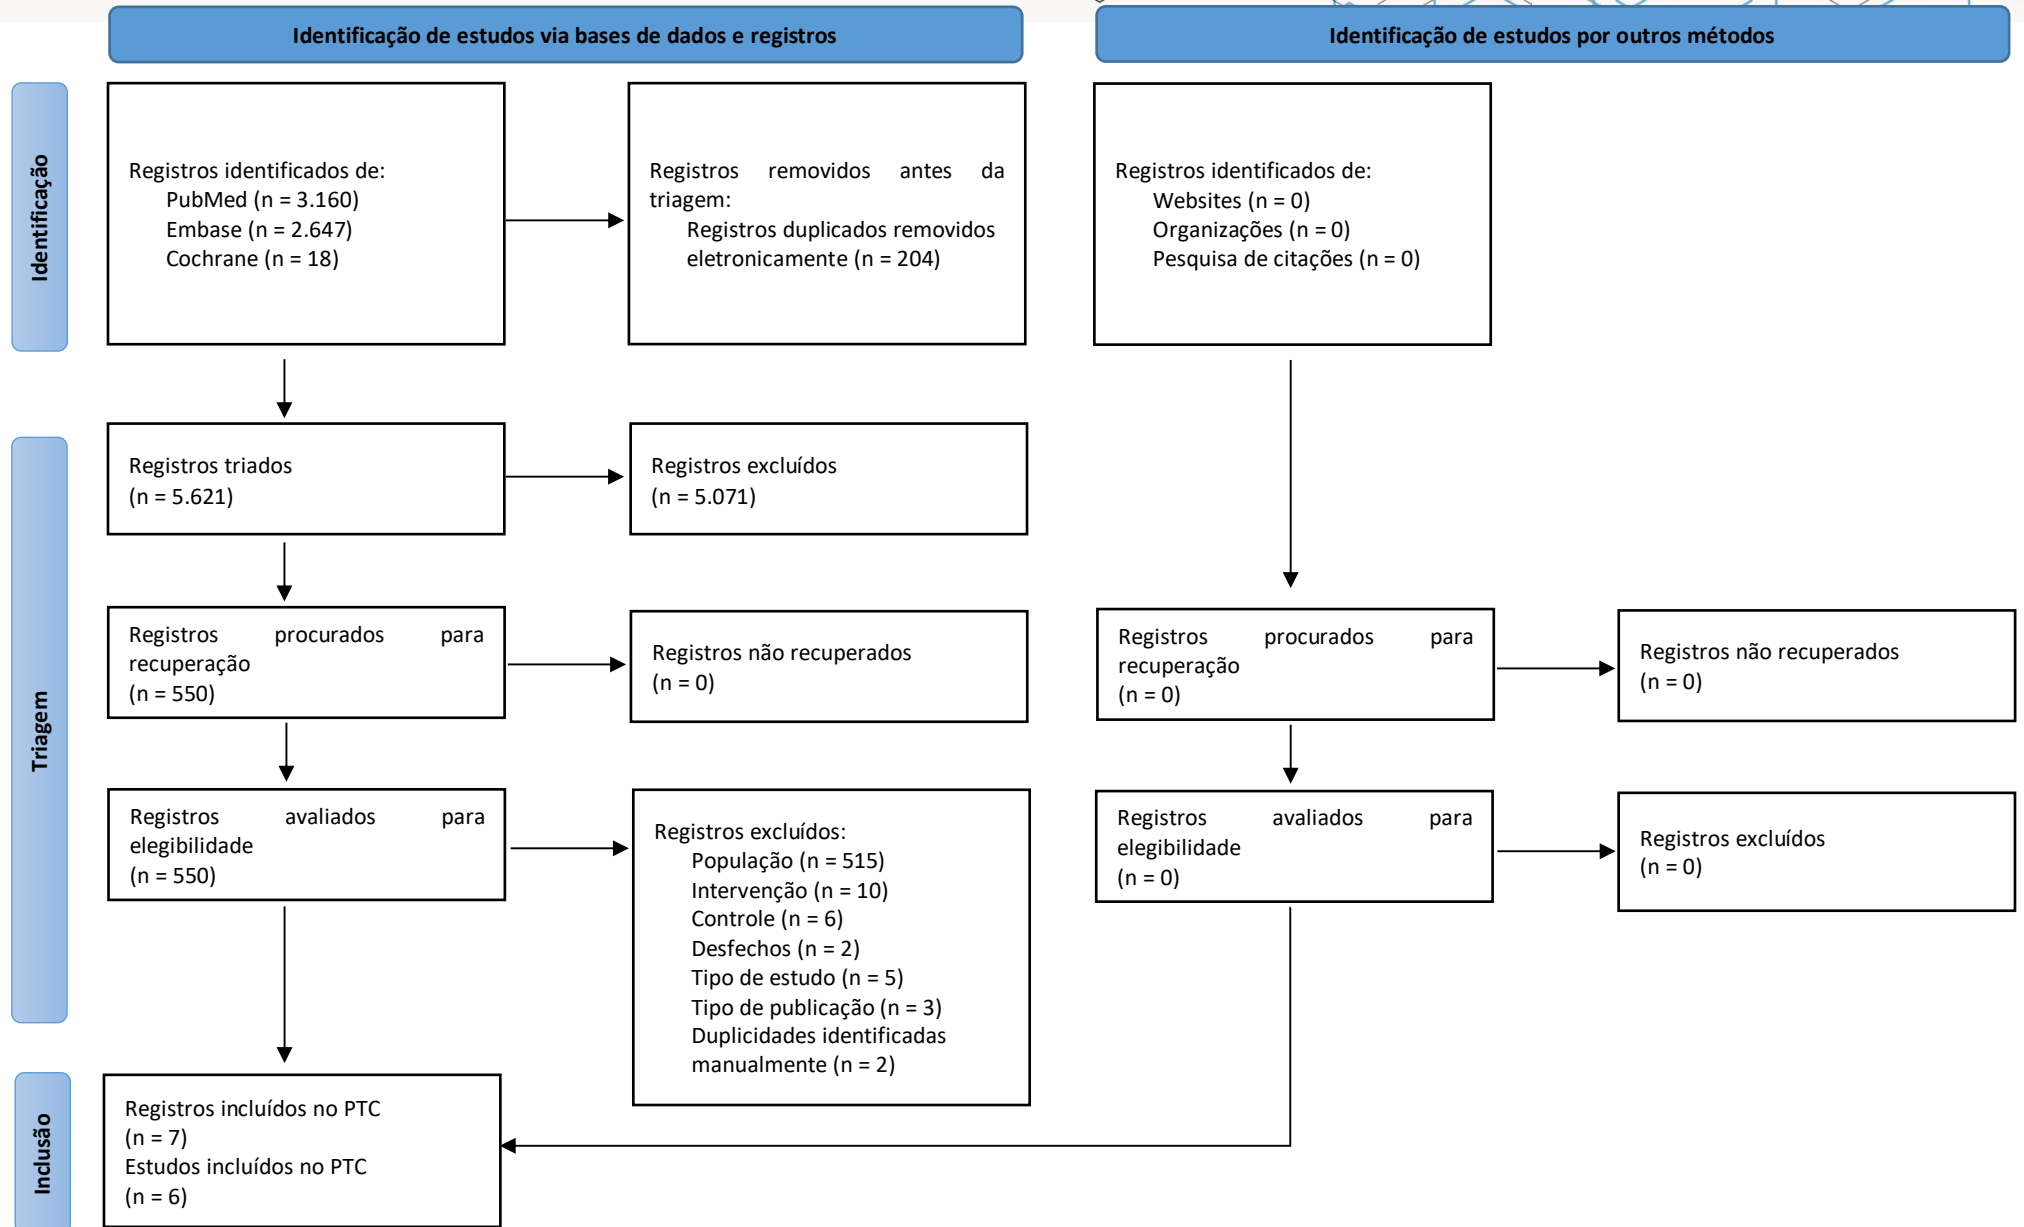 Identificação de estudos via bases de dados e registros
Identificação de estudos por outros métodos
Identificação
Registros identificados de:
PubMed (n = 3.160)
Embase (n = 2.647)
Cochrane (n = 18)
Registros removidos antes da
triagem:
Registros duplicados removidos
eletronicamente (n = 204)
Registros identificados de:
Websites (n = 0)
Organizações (n = 0)
Pesquisa de citações (n = 0)
Triagem
Registros triados
(n = 5.621)
Registros excluídos
(n = 5.071)
Registros procurados para
recuperação
(n = 550)
Registros não recuperados
(n = 0)
Registros procurados para
recuperação
(n = 0)
Registros não recuperados
(n = 0)
Registros avaliados para
elegibilidade
(n = 550)
Registros excluídos:
População (n = 515)
Intervenção (n = 10)
Controle (n = 6)
Desfechos (n = 2)
Tipo de estudo (n = 5)
Tipo de publicação (n = 3)
Duplicidades identificadas
manualmente (n = 2)
Registros avaliados para
elegibilidade
(n = 0)
Registros excluídos
(n = 0)
Inclusão
Registros incluídos no PTC
(n = 7)
Estudos incluídos no PTC
(n = 6)